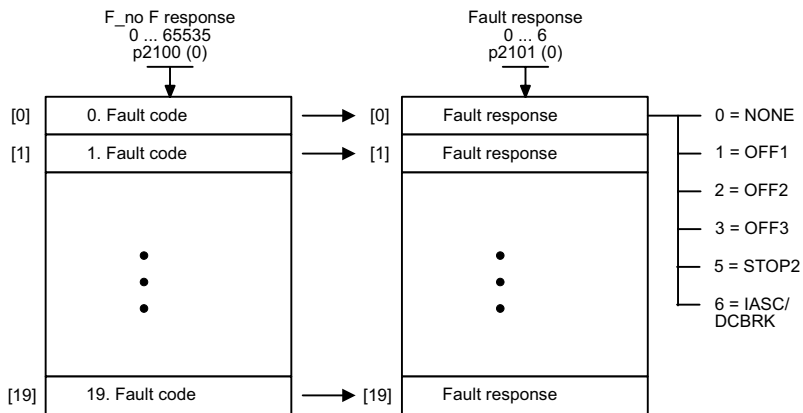 F_no F response
0 ... 65535
p2100 (0)
Fault response
0 ... 6
p2101 (0)
[0] 0. Fault code [0] Fault response 0 = NONE
[1] 1. Fault code [1] Fault response 1 = OFF1
2 = OFF2
3 = OFF3
5 = STOP2
6 = IASC/
DCBRK
[19] 19. Fault code [19] Fault response